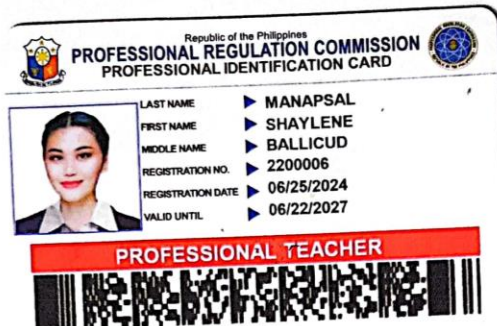 Republic of the Philippines
PROFESSIONAL REGULATION COMMISSION
PROFESSIONAL IDENTIFICATION CARD
LAST NAME MANAPSAL
FIRST NAME SHAYLENE
MIDDLE NAME BALLICUD
REGISTRATION NO. 2200006
REGISTRATION DATE 06/25/2024
VALID UNTIL 06/22/2027
PROFESSIONAL TEACHER